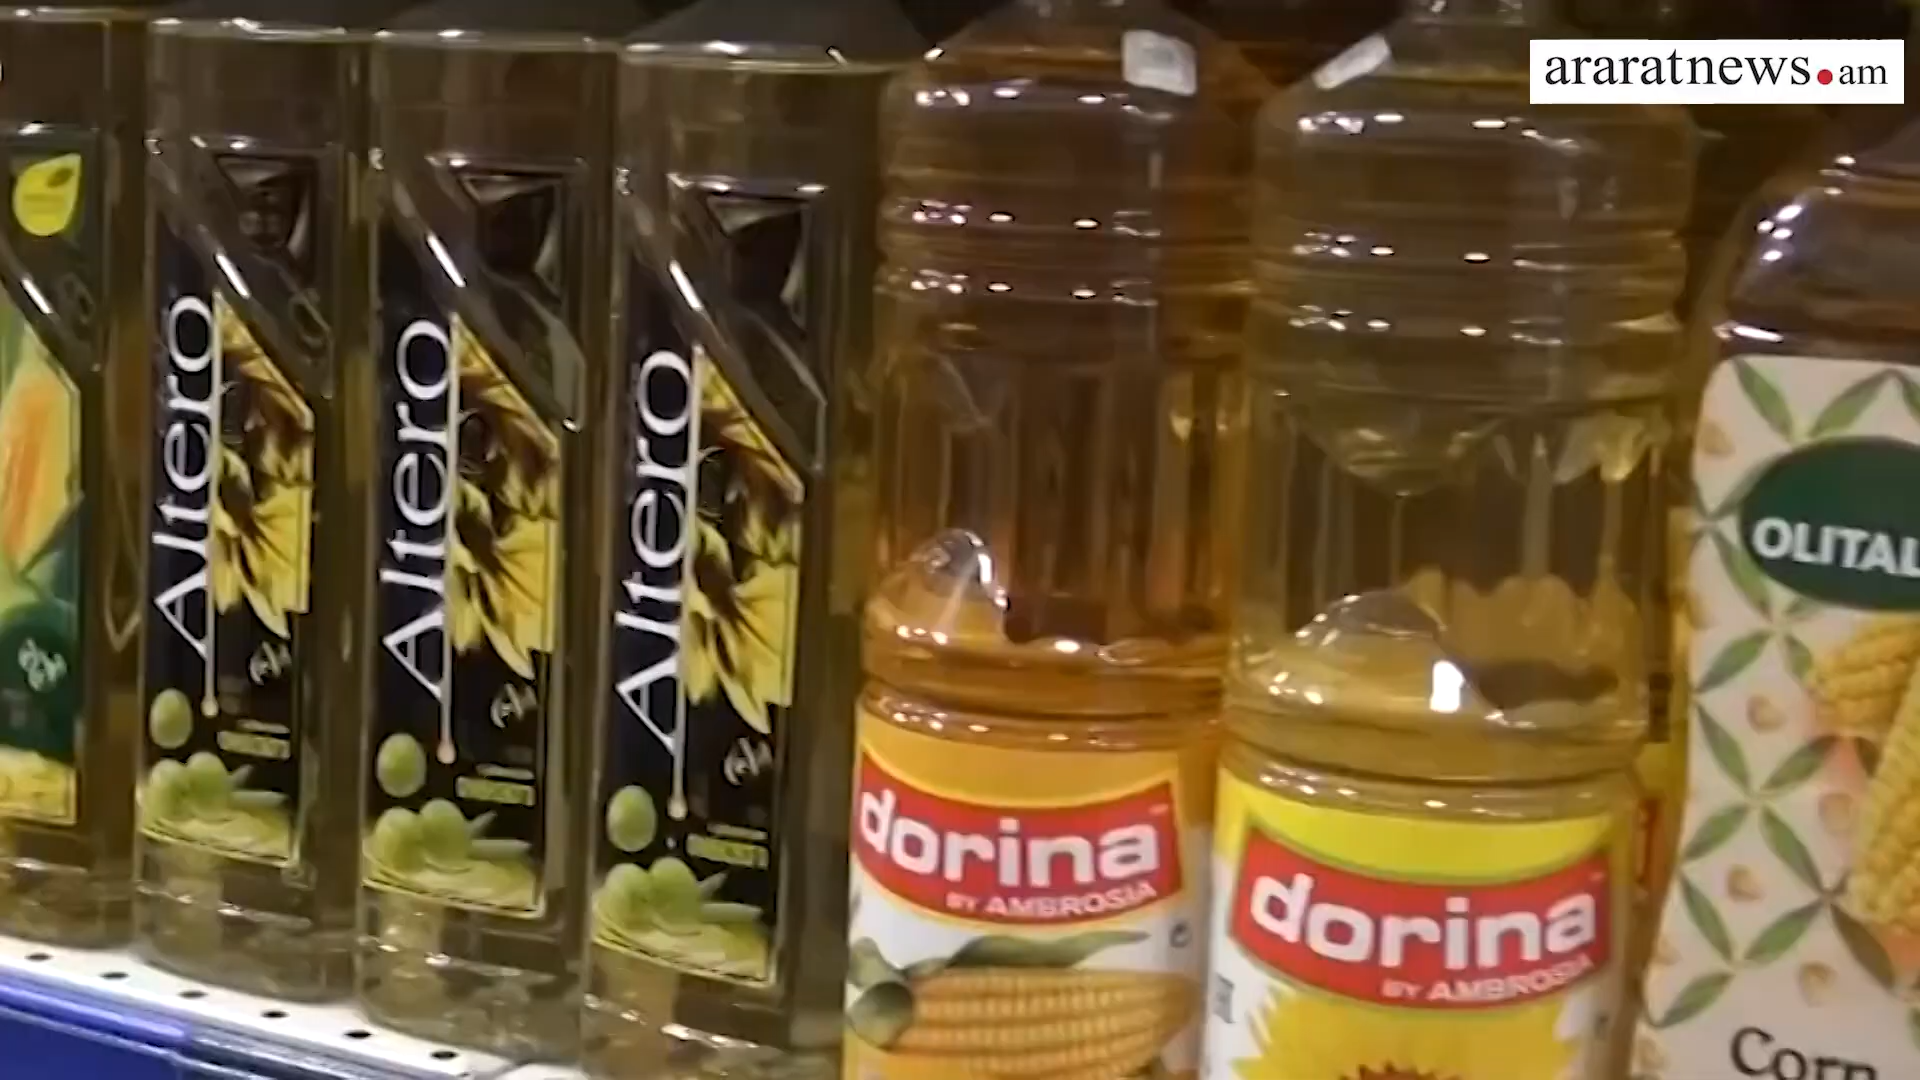 araratnews.am
Altero
Altero
Altero
dorina
BY AMBROSIA
dorina
BY AMBROSIA
OLITAL
Corn